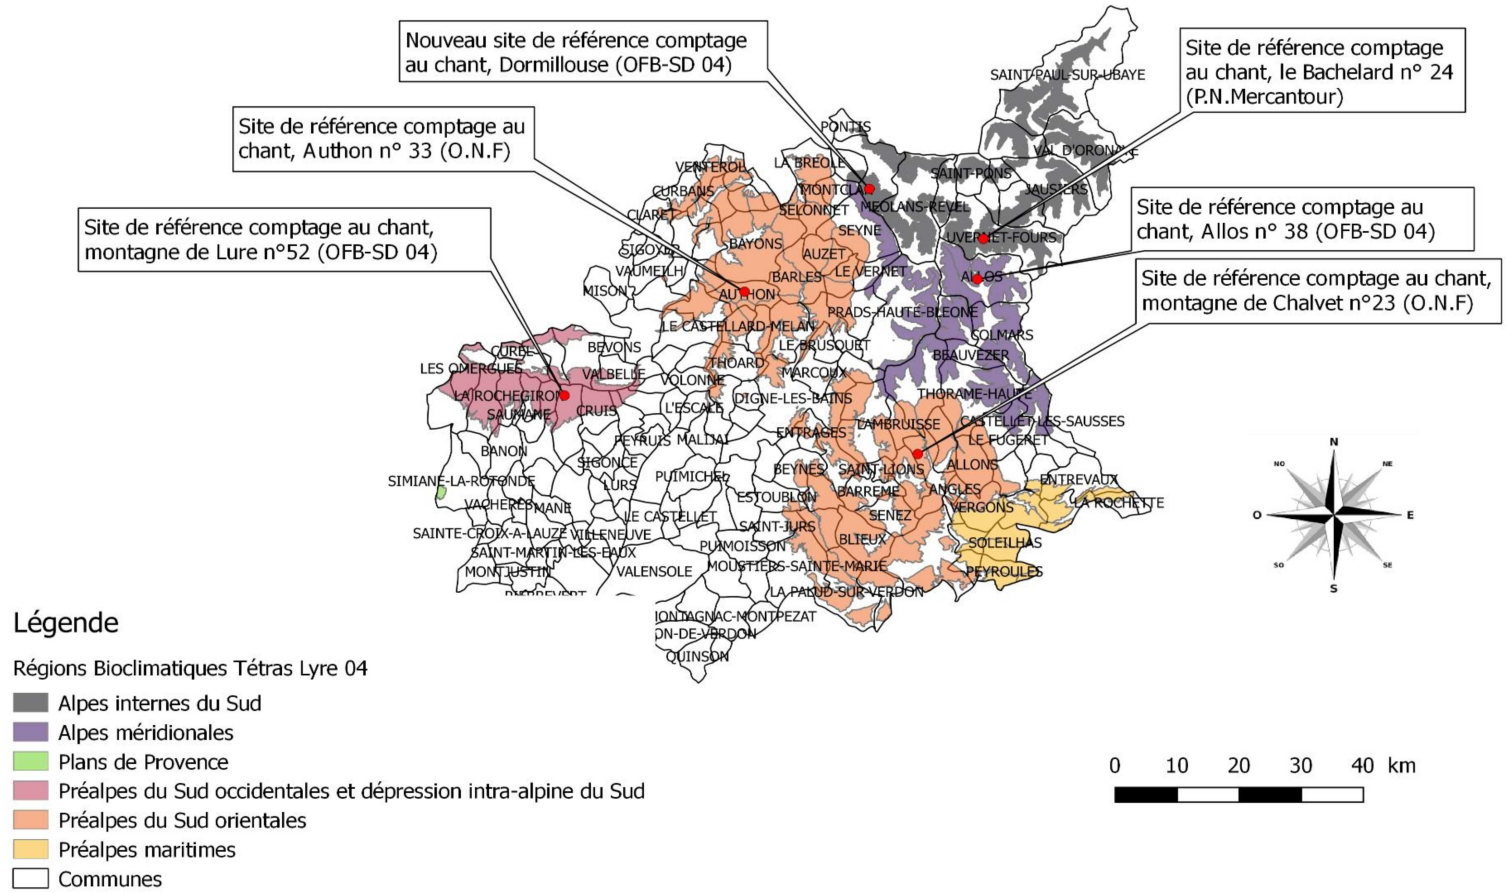 Nouveau site de référence comptage
au chant, Dormillouse (OFB-SD 04)
Site de référence comptage
au chant, le Bachelard n° 24
(P.N.Mercantour)
Site de référence comptage au
chant, Authon n° 33 (O.N.F)
Site de référence comptage au
chant, Allos n° 38 (OFB-SD 04)
Site de référence comptage au chant,
montagne de Lure n°52 (OFB-SD 04)
Site de référence comptage au chant,
montagne de Chalvet n°23 (O.N.F)
SAINT-PAUL-SUR-UBAYE
PONTIS
VAL D'ORONAYE
LA BREOLE
VENTEROL
SAINT-PONS
CURBANS
MONTCLAR
JAUSIERS
CLARET
SELONNET
MEOLANS-REVEL
SEYNE
UVERNET-FOURS
SIGOYER
BAYONS
AUZET
VAUMEILH
BARLES
LE VERNET
ALLOS
MISON
AUTHON
PRADS-HAUTE-BLEONE
LE CASTELLARD-MELAN
COLMARS
BEVONS
LE BRUSQUET
CUREL
BEAUVEZER
LES OMERGUES
THOARD
VALBELLE
VOLONNE
MARCOUX
LA ROCHEGIRON
DIGNE-LES-BAINS
THORAME-HAUTE
SAUMANE
CRUIS
L'ESCALE
LAMBRUISSE
CASTELLET-LES-SAUSSES
ENTRAGES
PEYRUIS
MALIJAI
LE FUGERET
BANON
SIGONCE
BEYNES
SAINT-LIONS
ALLONS
SIMIANE-LA-ROTONDE
LURS
PUIMICHEL
ENTREVAUX
BARREME
ANGLES
ESTOUBLON
VACHERES
MANE
LA ROCHETTE
LE CASTELLET
SENEZ
VERGONS
SAINTE-CROIX-A-LAUZE
VILLENEUVE
SAINT-JURS
BLIEUX
SOLEILHAS
SAINT-MARTIN-LES-EAUX
PUIMOISSON
MONTJUSTIN
VALENSOLE
MOUSTIERS-SAINTE-MARIE
PEYROULES
PIERREVERT
LA PALUD-SUR-VERDON
ONTAGNAC-MONTPEZAT
ON-DE-VERDON
QUINSON
N
NO
NE
O
E
SO
SE
S
Légende
Régions Bioclimatiques Tétras Lyre 04
Alpes internes du Sud
Alpes méridionales
Plans de Provence
Préalpes du Sud occidentales et dépression intra-alpine du Sud
Préalpes du Sud orientales
Préalpes maritimes
Communes
0 10 20 30 40 km